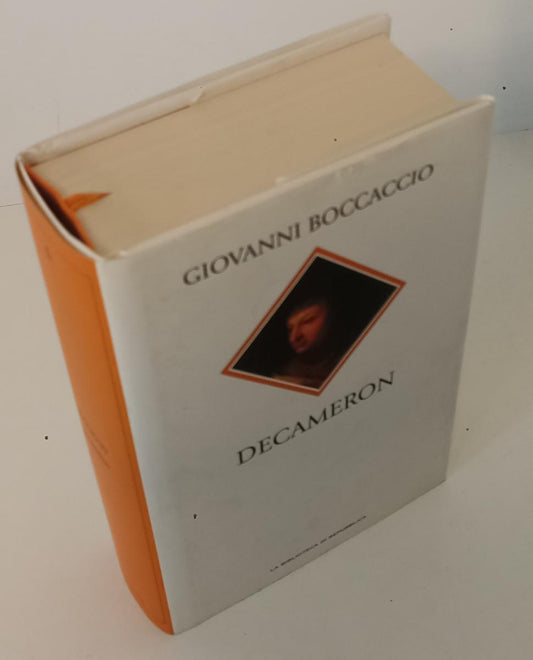 GIOVANNI BOCCACCIO
DECAMERON
LA BIBLIOTECA DI REPUBBLICA